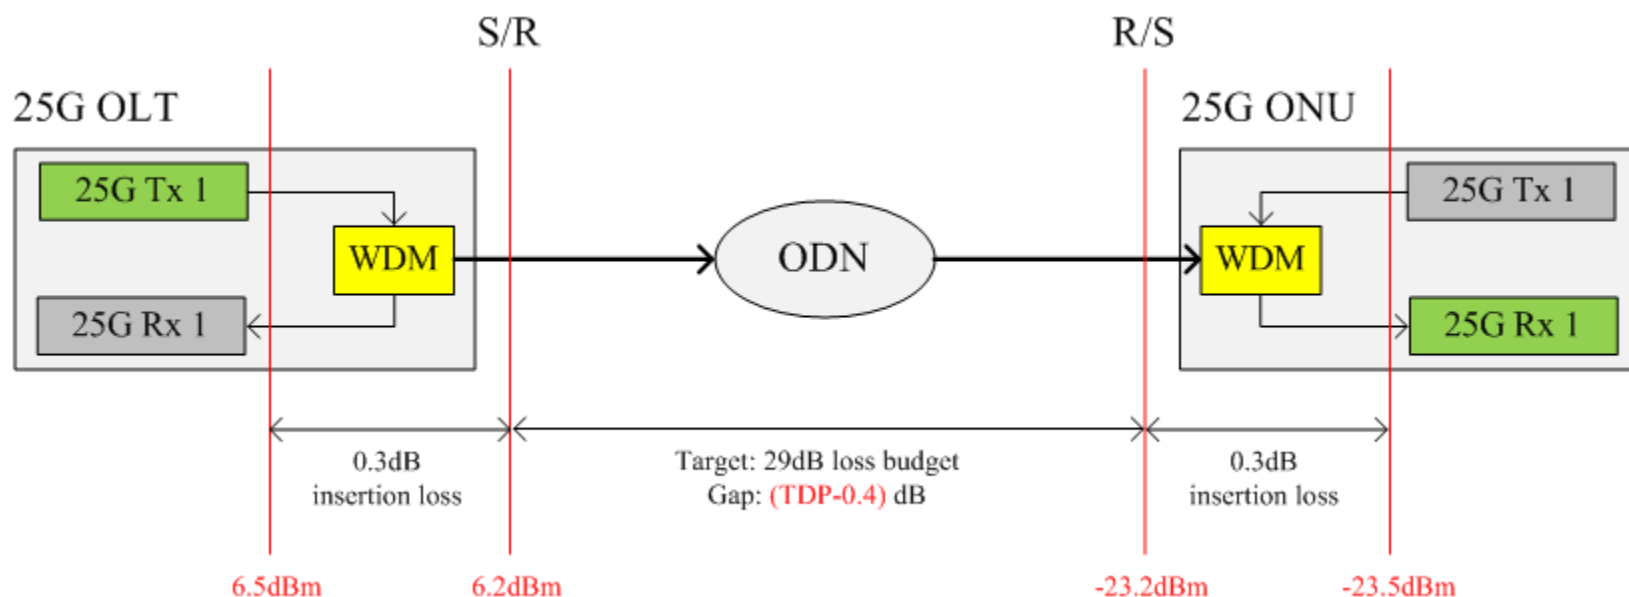 S/R
R/S
25G OLT
25G ONU
25G Tx 1
25G Tx 1
WDM
ODN
WDM
25G Rx 1
25G Rx 1
0.3dB
insertion loss
Target: 29dB loss budget
Gap: (TDP-0.4) dB
0.3dB
insertion loss
6.5dBm
6.2dBm
-23.2dBm
-23.5dBm